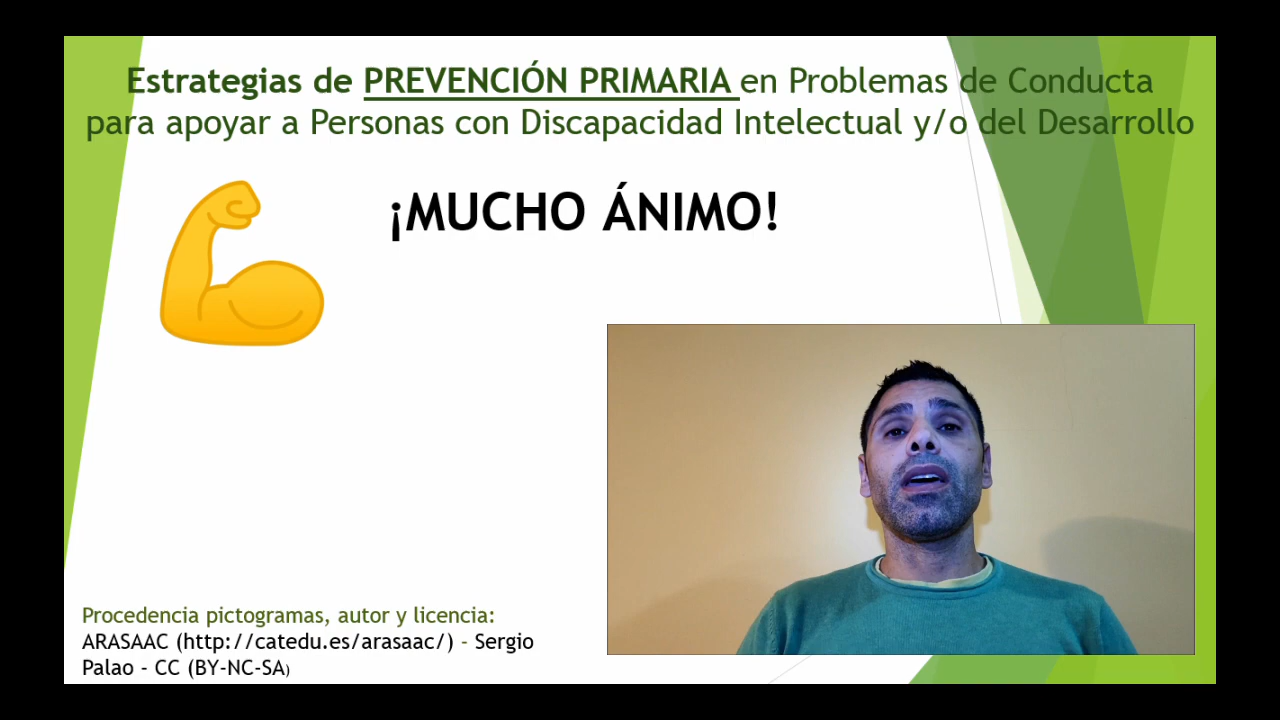 Estrategias de PREVENCIÓN PRIMARIA en Problemas de Conducta
para apoyar a Personas con Discapacidad Intelectual y/o del Desarrollo
¡MUCHO ÁNIMO!
Procedencia pictogramas, autor y licencia:
ARASAAC (http://catedu.es/arasaac/) - Sergio
Palao - CC (BY-NC-SA)